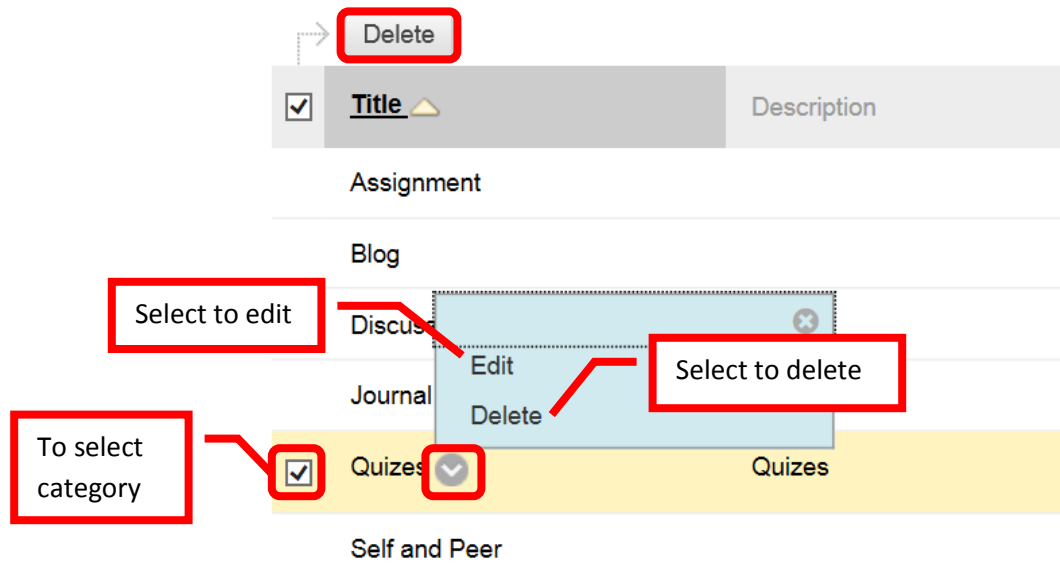 Delete
Title Description
Assignment
Blog
Select to edit
Discus
Edit
Select to delete
Journal
Delete
To select
category
Quizes Quizes
Self and Peer